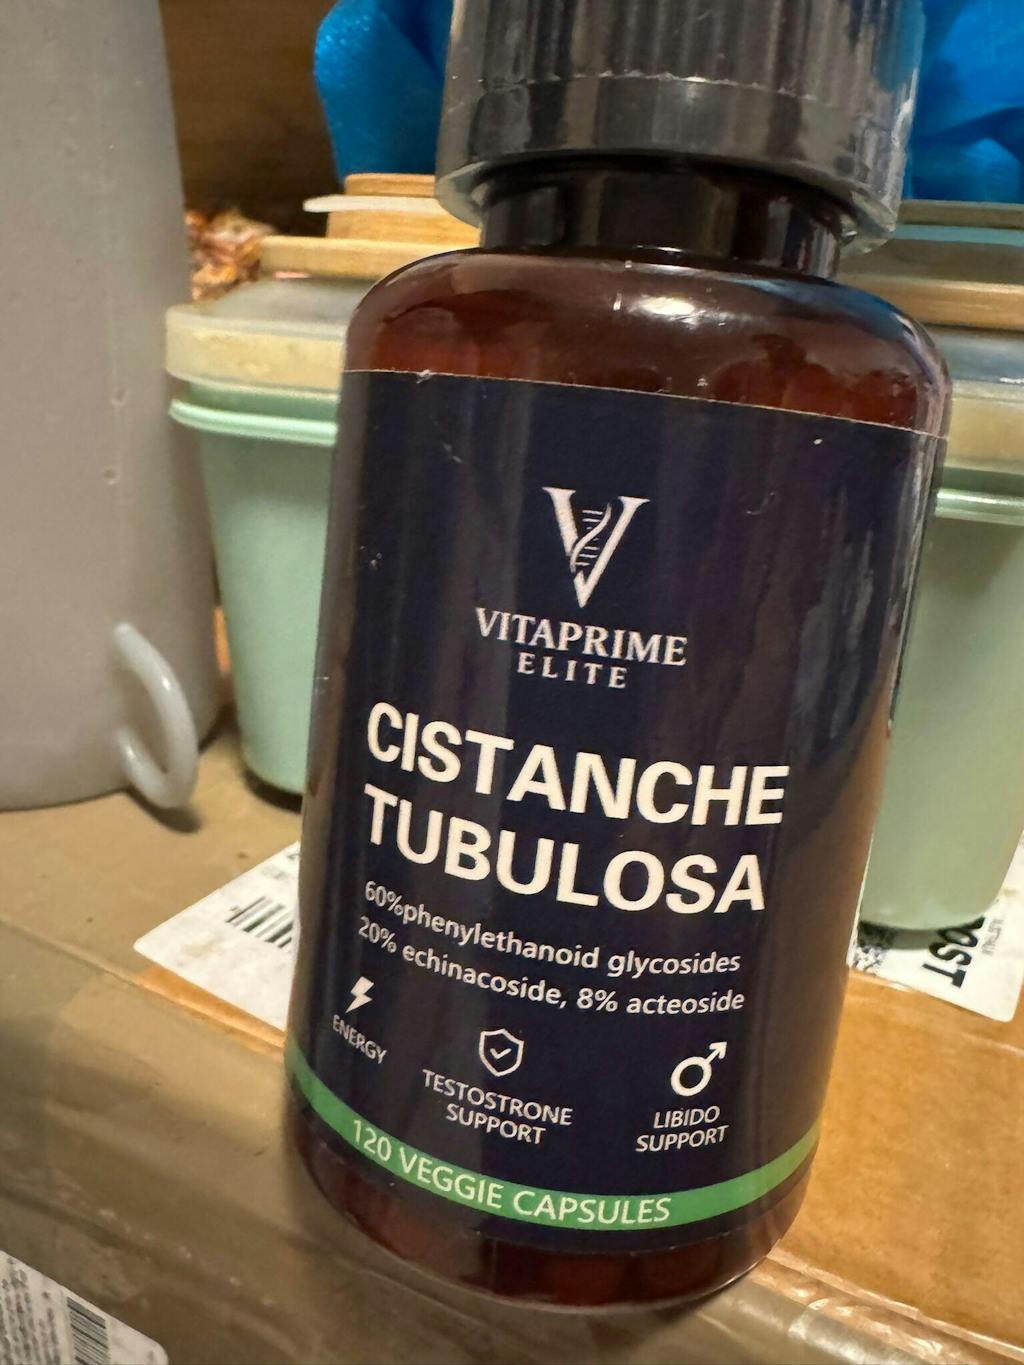 VITAPRIME
ELITE
CISTANCHE
TUBULOSA
60%phenylethanoid glycosides
20% echinacoside, 8% acteoside
ENERGY
TESTOSTRONE
SUPPORT
LIBIDO
SUPPORT
120 VEGGIE CAPSULES